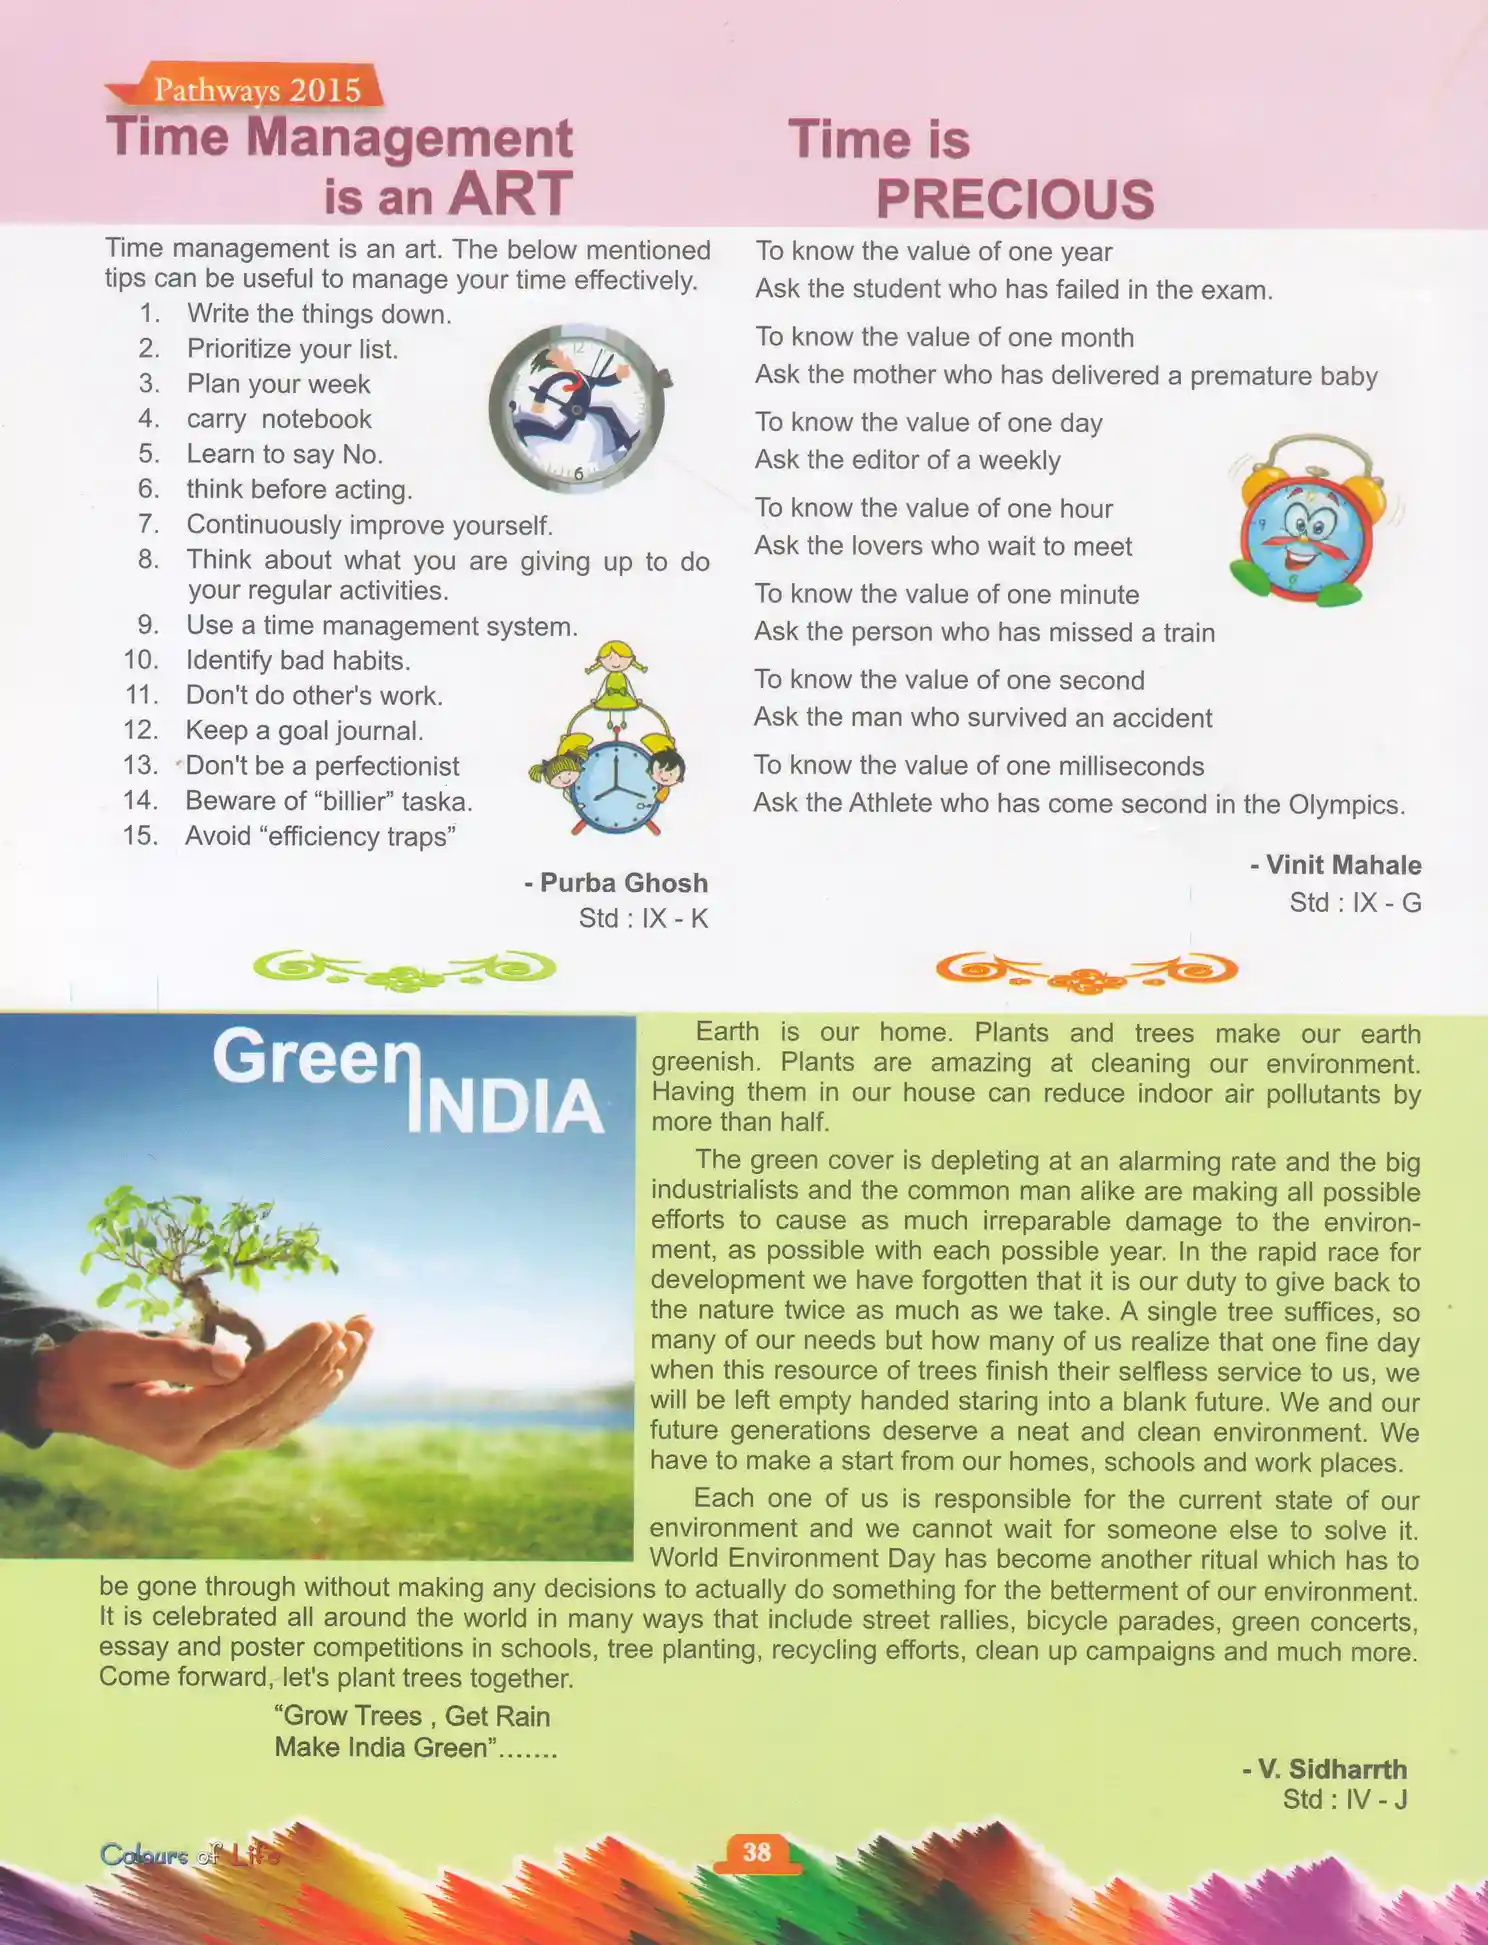 Pathways 2015
Time Management
is an ART
Time management is an art. The below mentioned
tips can be useful to manage your time effectively.
1. Write the things down.
2. Prioritize your list.
3. Plan your week
4. carry notebook
5. Learn to say No.
6. think before acting.
7. Continuously improve yourself.
8. Think about what you are giving up to do
your regular activities.
9. Use a time management system.
10. Identify bad habits.
11. Don't do other's work.
12. Keep a goal journal.
13. Don't be a perfectionist
14. Beware of “billier” taska.
15. Avoid “efficiency traps”
- Purba Ghosh
Std : IX - K
12
6
Time is
PRECIOUS
To know the value of one year
Ask the student who has failed in the exam.
To know the value of one month
Ask the mother who has delivered a premature baby
To know the value of one day
Ask the editor of a weekly
To know the value of one hour
Ask the lovers who wait to meet
To know the value of one minute
Ask the person who has missed a train
To know the value of one second
Ask the man who survived an accident
To know the value of one milliseconds
Ask the Athlete who has come second in the Olympics.
- Vinit Mahale
Std : IX - G
9
6
Green
INDIA
Earth is our home. Plants and trees make our earth
greenish. Plants are amazing at cleaning our environment.
Having them in our house can reduce indoor air pollutants by
more than half.
The green cover is depleting at an alarming rate and the big
industrialists and the common man alike are making all possible
efforts to cause as much irreparable damage to the environ-
ment, as possible with each possible year. In the rapid race for
development we have forgotten that it is our duty to give back to
the nature twice as much as we take. A single tree suffices, so
many of our needs but how many of us realize that one fine day
when this resource of trees finish their selfless service to us, we
will be left empty handed staring into a blank future. We and our
future generations deserve a neat and clean environment. We
have to make a start from our homes, schools and work places.
Each one of us is responsible for the current state of our
environment and we cannot wait for someone else to solve it.
World Environment Day has become another ritual which has to
be gone through without making any decisions to actually do something for the betterment of our environment.
It is celebrated all around the world in many ways that include street rallies, bicycle parades, green concerts,
essay and poster competitions in schools, tree planting, recycling efforts, clean up campaigns and much more.
Come forward, let's plant trees together.
“Grow Trees , Get Rain
Make India Green”.......
- V. Sidharrth
Std : IV - J
Colours of Life
38